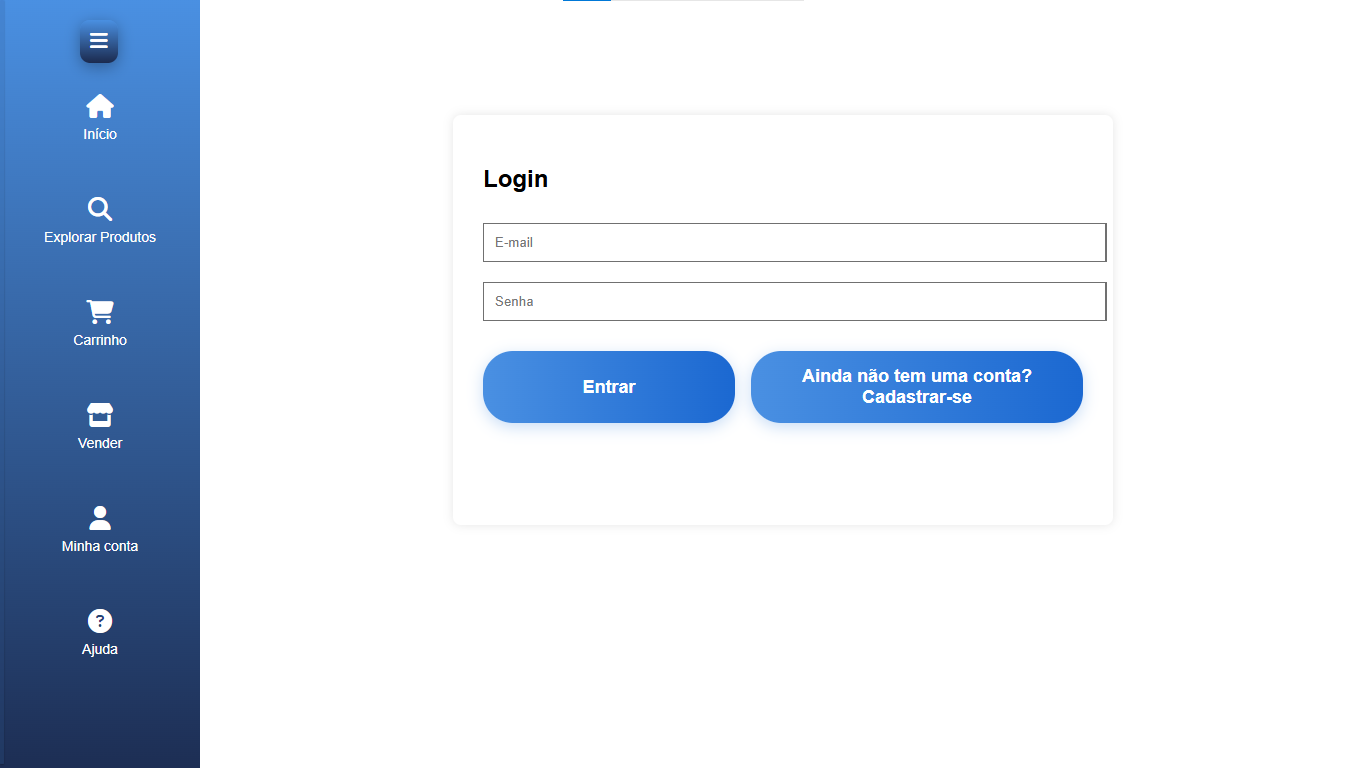 Início
Explorar Produtos
Carrinho
Vender
Minha conta
Ajuda
Login
E-mail
Senha
Entrar
Ainda não tem uma conta?
Cadastrar-se